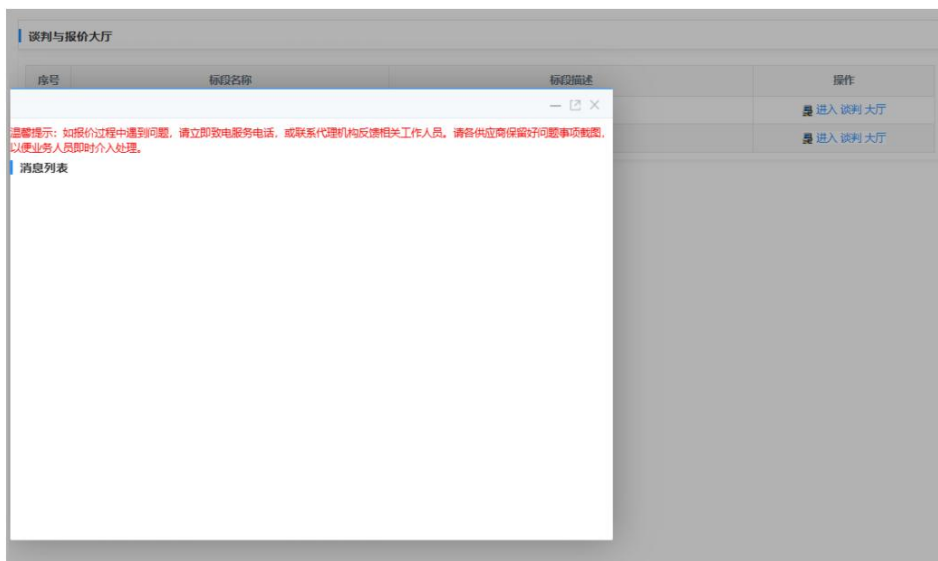 谈判与报价大厅
序号 标段名称 标段描述 操作
进入 谈判 大厅
温馨提示：如报价过程中遇到问题，请立即致电服务电话，或联系代理机构反馈相关工作人员。请各供应商保留好问题事项截图，
进入 谈判 大厅
以便业务人员即时介入处理。
消息列表